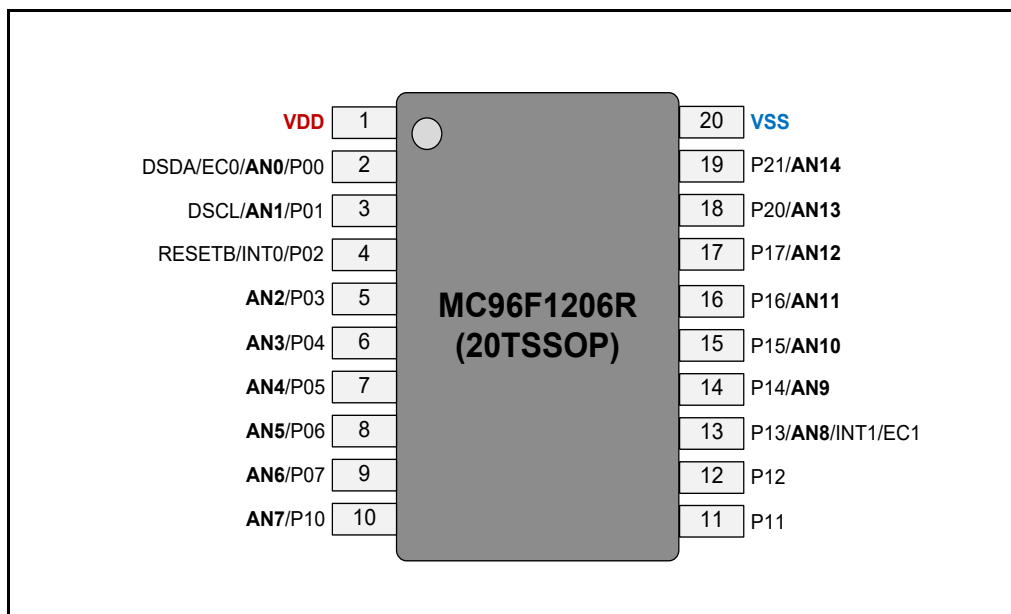 VDD 1 20 VSS
DSDA/EC0/AN0/P00 2 19 P21/AN14
DSCL/AN1/P01 3 18 P20/AN13
RESETB/INT0/P02 4 17 P17/AN12
AN2/P03 5 16 P16/AN11
MC96F1206R
(20TSSOP)
AN3/P04 6 15 P15/AN10
AN4/P05 7 14 P14/AN9
AN5/P06 8 13 P13/AN8/INT1/EC1
AN6/P07 9 12 P12
AN7/P10 10 11 P11